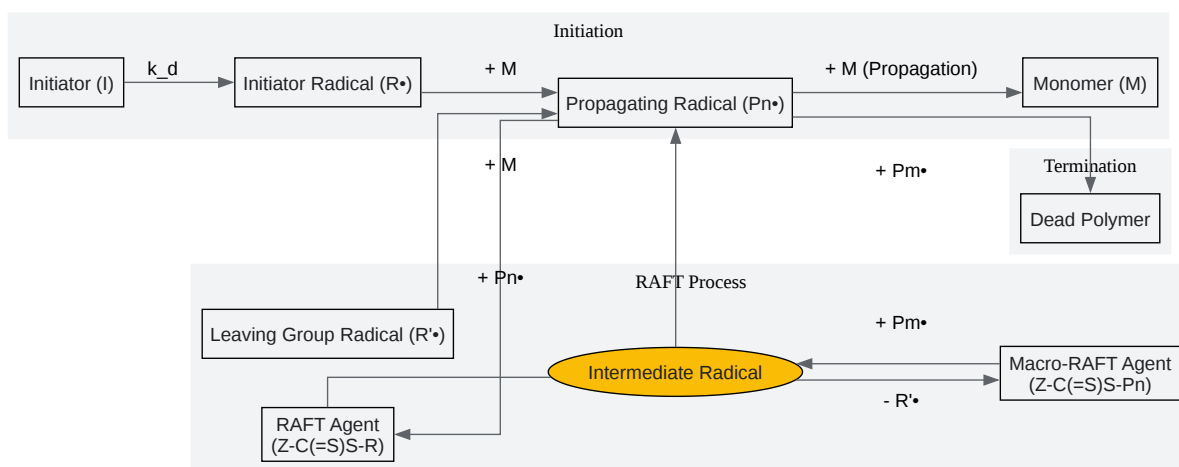 Initiation
Initiator (I)
k_d
Initiator Radical (R•)
+ M
Propagating Radical (Pn•)
+ M (Propagation)
Monomer (M)
+ M
+ Pm•
Termination
Dead Polymer
+ Pn•
RAFT Process
Leaving Group Radical (R'•)
+ Pm•
Intermediate Radical
Macro-RAFT Agent
(Z-C(=S)S-Pn)
- R'•
RAFT Agent
(Z-C(=S)S-R)